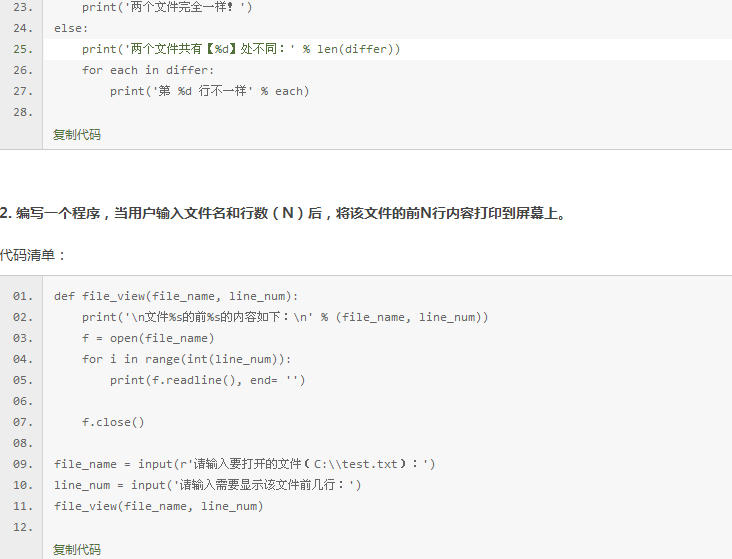 23.        print('两个文件完全一样！')
24.    else:
25.        print('两个文件共有【%d】处不同：' % len(differ))
26.        for each in differ:
27.            print('第 %d 行不一样' % each)
28.
复制代码
2. 编写一个程序，当用户输入文件名和行数（N）后，将该文件的前N行内容打印到屏幕上。
代码清单：
01.    def file_view(file_name, line_num):
02.        print('\n文件%s的前%s的内容如下：\n' % (file_name, line_num))
03.        f = open(file_name)
04.        for i in range(int(line_num)):
05.            print(f.readline(), end= '')
06.
07.        f.close()
08.
09.    file_name = input(r'请输入要打开的文件（C:\\test.txt）：')
10.    line_num = input('请输入需要显示该文件前几行：')
11.    file_view(file_name, line_num)
12.
复制代码